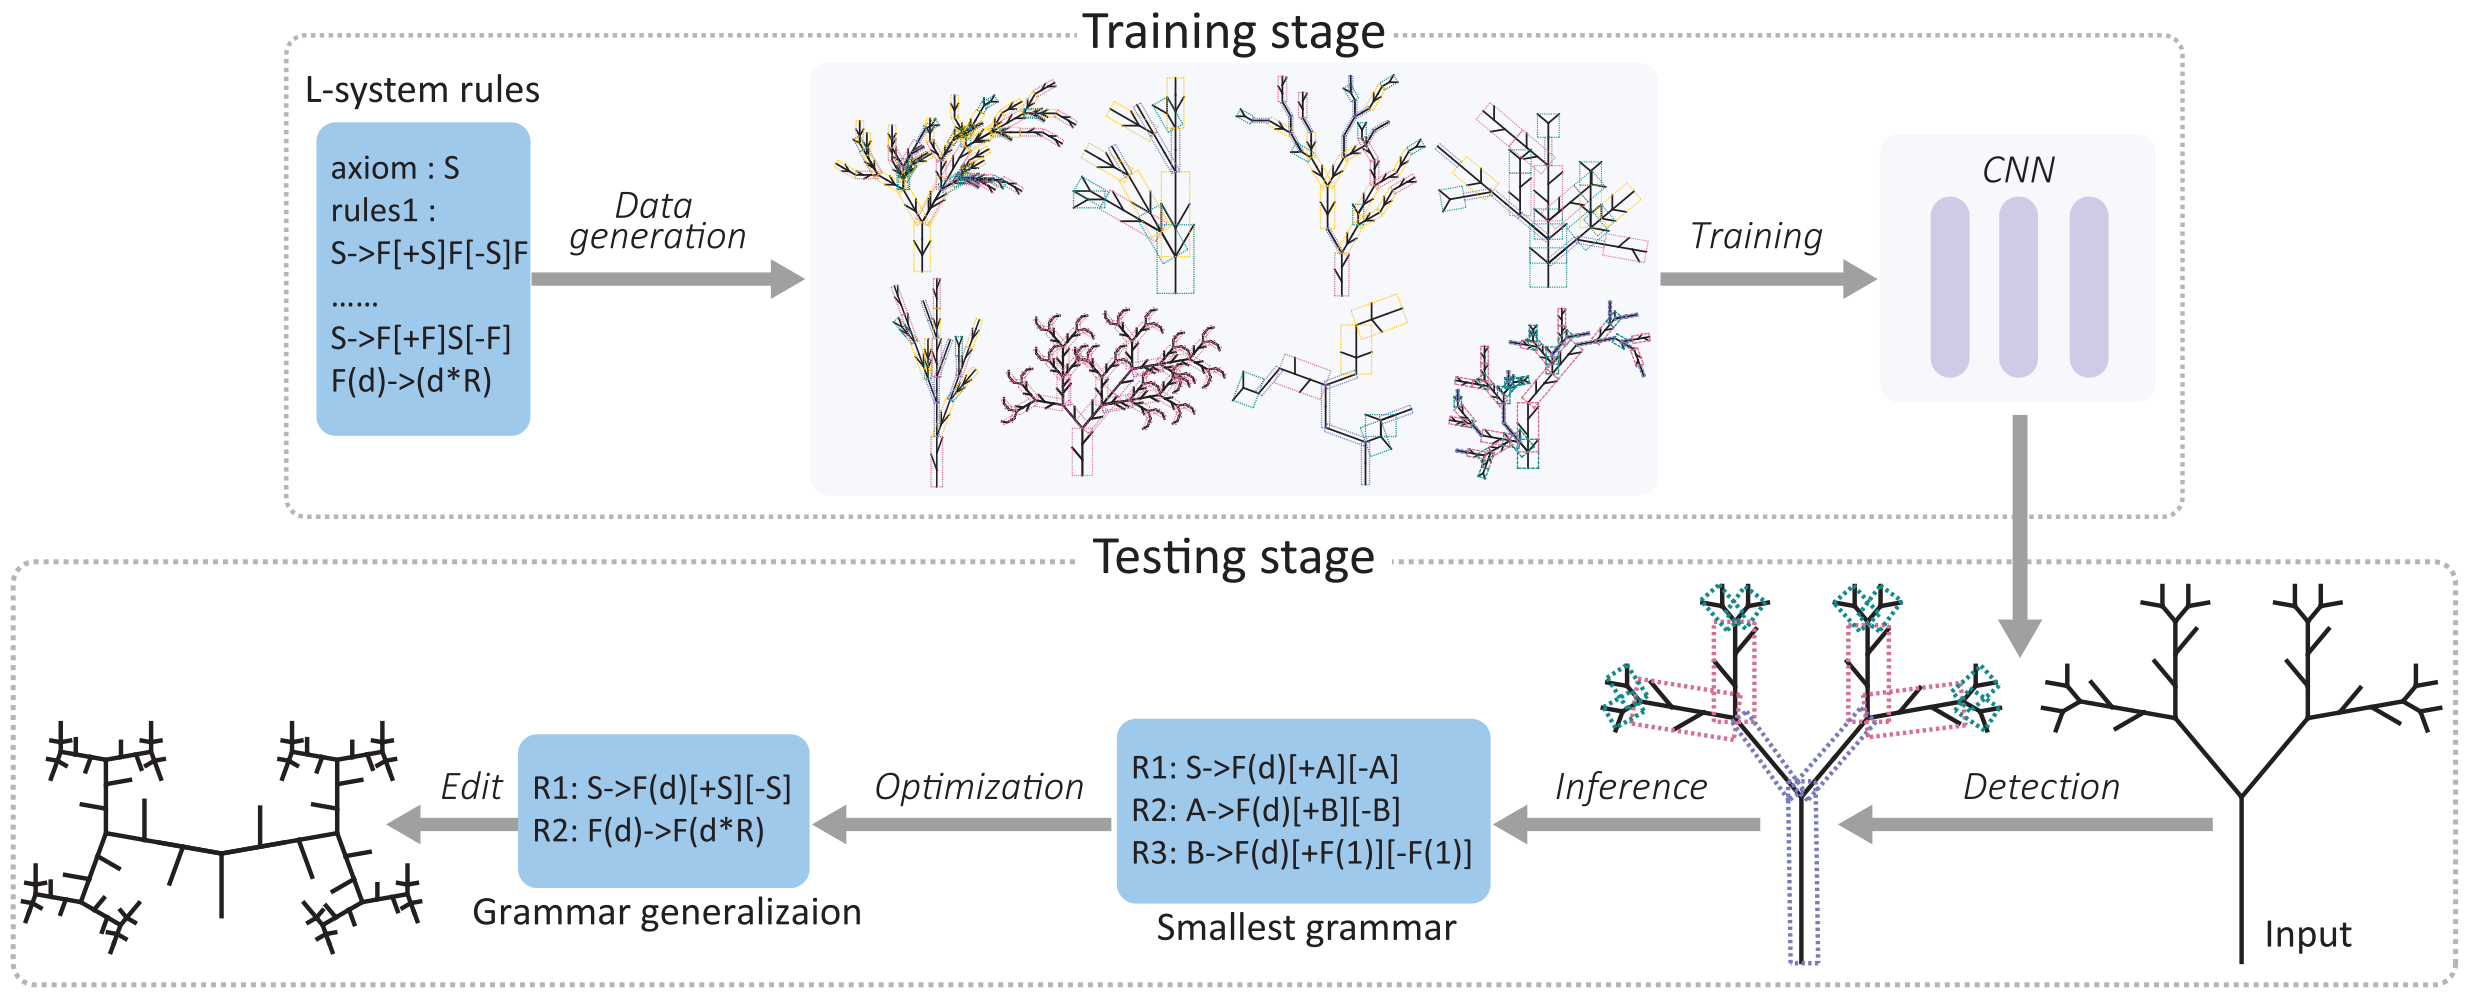 Training stage
L-system rules
axiom : S
rules1 :
S->F[+S]F[-S]F
......
S->F[+F]S[-F]
F(d)->(d*R)
Data
generation
Training
CNN
Testing stage
Input
Detection
Inference
R1: S->F(d)[+A][-A]
R2: A->F(d)[+B][-B]
R3: B->F(d)[+F(1)][-F(1)]
Smallest grammar
Optimization
R1: S->F(d)[+S][-S]
R2: F(d)->F(d*R)
Grammar generalizaion
Edit